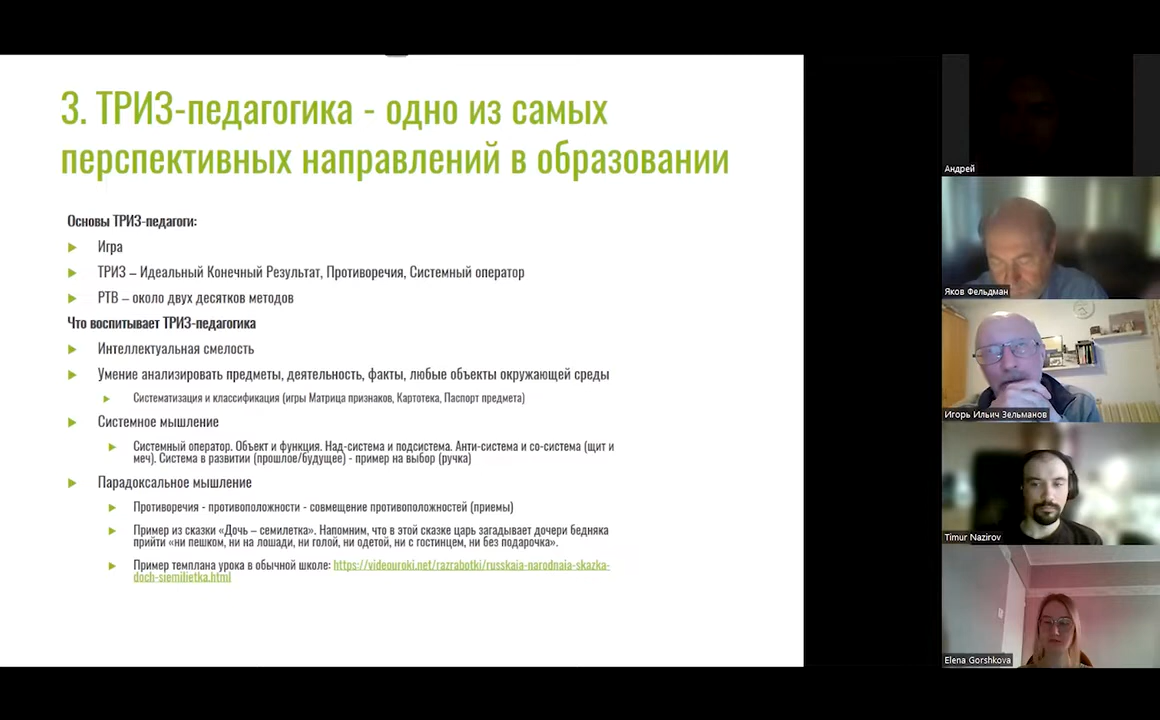 3. ТРИЗ-педагогика - одно из самых
перспективных направлений в образовании
Основы ТРИЗ-педагоги:
Игра
ТРИЗ – Идеальный Конечный Результат, Противоречия, Системный оператор
РТВ – около двух десятков методов
Что воспитывает ТРИЗ-педагогика
Интеллектуальная смелость
Умение анализировать предметы, деятельность, факты, любые объекты окружающей среды
Систематизация и классификация (игры Матрица признаков, Картотека, Паспорт предмета)
Системное мышление
Системный оператор. Объект и функция. Над-система и подсистема. Анти-система и со-система (щит и
меч). Система в развитии (прошлое/будущее) - пример на выбор (ручка)
Парадоксальное мышление
Противоречия - противоположности - совмещение противоположностей (приемы)
Пример из сказки «Дочь – семилетка». Напомним, что в этой сказке царь загадывает дочери бедняка
прийти «ни пешком, ни на лошади, ни голой, ни одетой, ни с гостинцем, ни без подарочка».
Пример темплана урока в обычной школе: https://videouroki.net/razrabotki/russkaia-narodnaia-skazka-
doch-siemilietka.html
Андрей
Яков Фельдман
Игорь Ильич Зельманов
Timur Nazirov
Elena Gorshkova